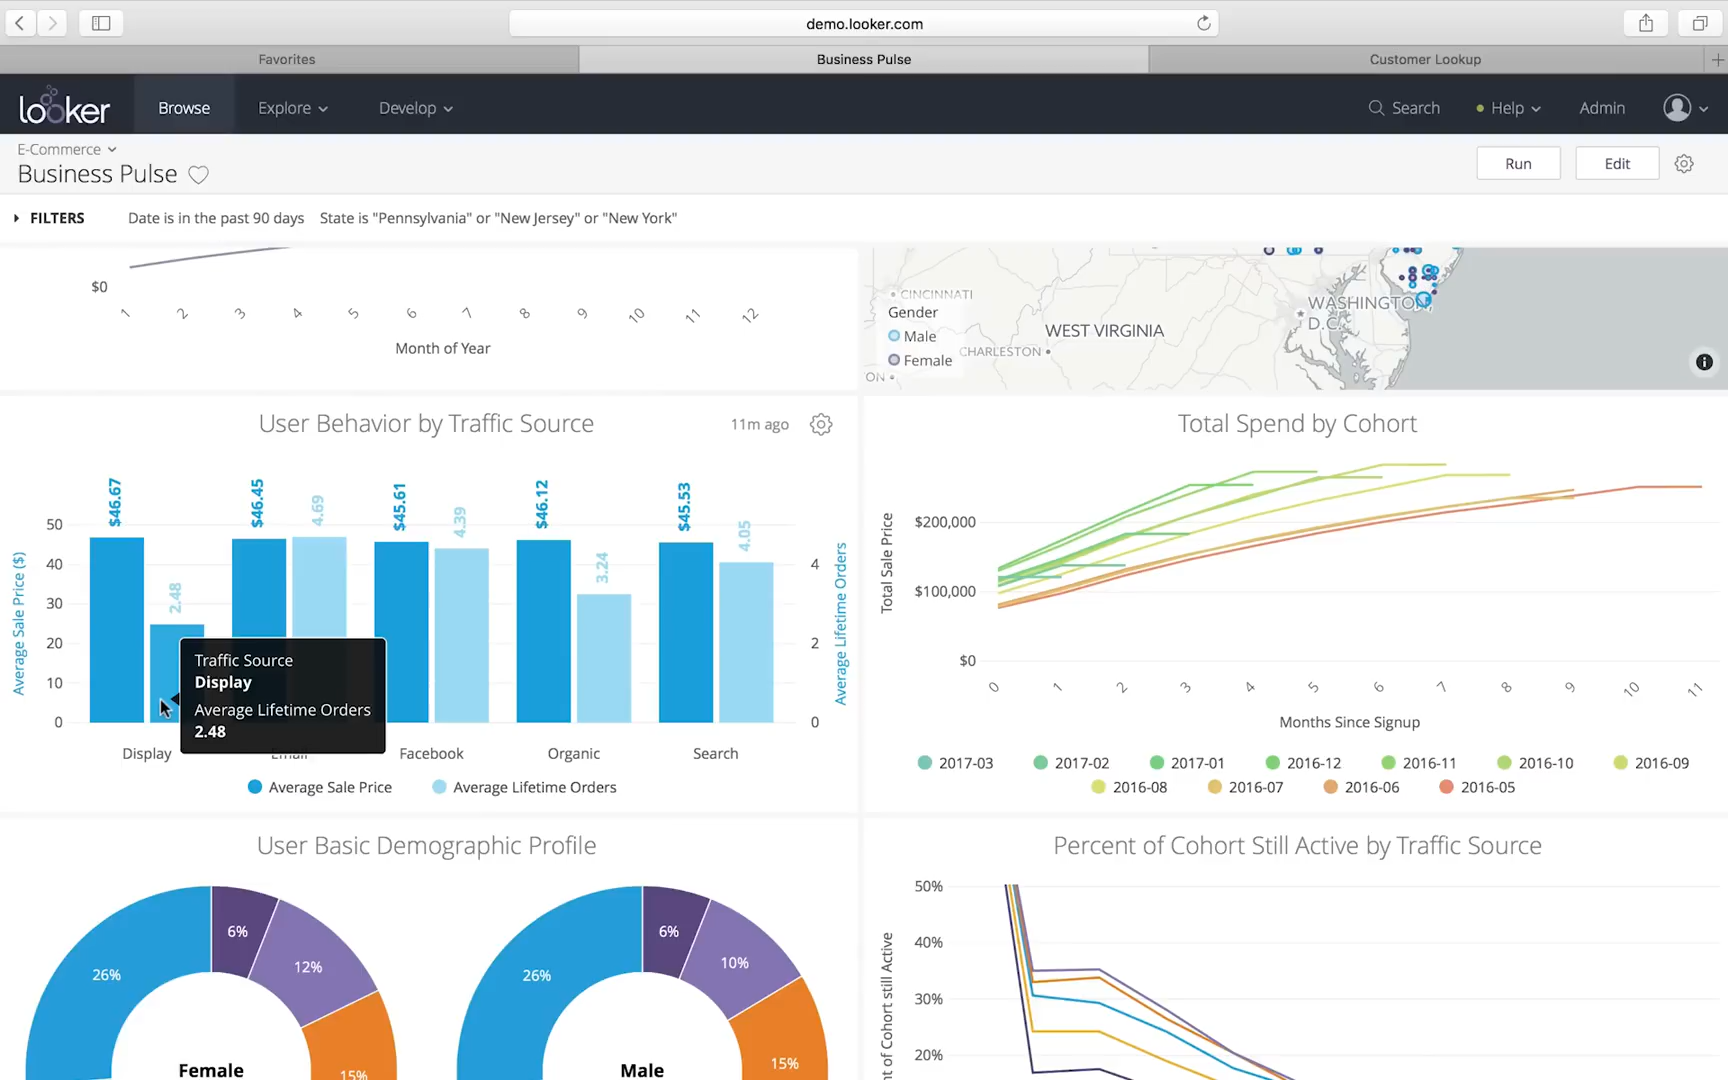 demo.looker.com
Favorites
Business Pulse
Customer Lookup
looker
Browse
Explore
Develop
Search
Help
Admin
E-Commerce
Business Pulse
Run
Edit
FILTERS
Date is in the past 90 days
State is "Pennsylvania" or "New Jersey" or "New York"
$0
1 2 3 4 5 6 7 8 9 10 11 12
Month of Year
CINCINNATI
Gender
Male
Female
WEST VIRGINIA
CHARLESTON
WASHINGTON,
D.C.
ON
User Behavior by Traffic Source
11m ago
Average Sale Price ($)
50
40
30
20
10
0
$46.67
2.48
$46.45
4.69
$45.61
4.39
$46.12
3.24
$45.53
4.05
4
2
0
Average Lifetime Orders
Traffic Source
Display
Average Lifetime Orders
2.48
Display
Email
Facebook
Organic
Search
Average Sale Price
Average Lifetime Orders
Total Spend by Cohort
Total Sale Price
$200,000
$100,000
$0
0 1 2 3 4 5 6 7 8 9 10 11
Months Since Signup
2017-03 2017-02 2017-01 2016-12 2016-11 2016-10 2016-09
2016-08 2016-07 2016-06 2016-05
User Basic Demographic Profile
26%
6%
12%
15%
Female
26%
6%
10%
15%
Male
Percent of Cohort Still Active by Traffic Source
50%
40%
30%
20%
nt of Cohort still Active